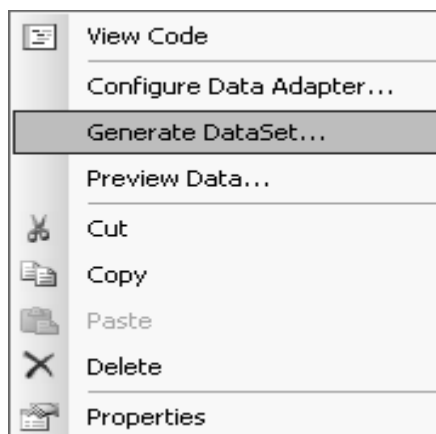 View Code
Configure Data Adapter...
Generate DataSet...
Preview Data...
Cut
Copy
Paste
Delete
Properties